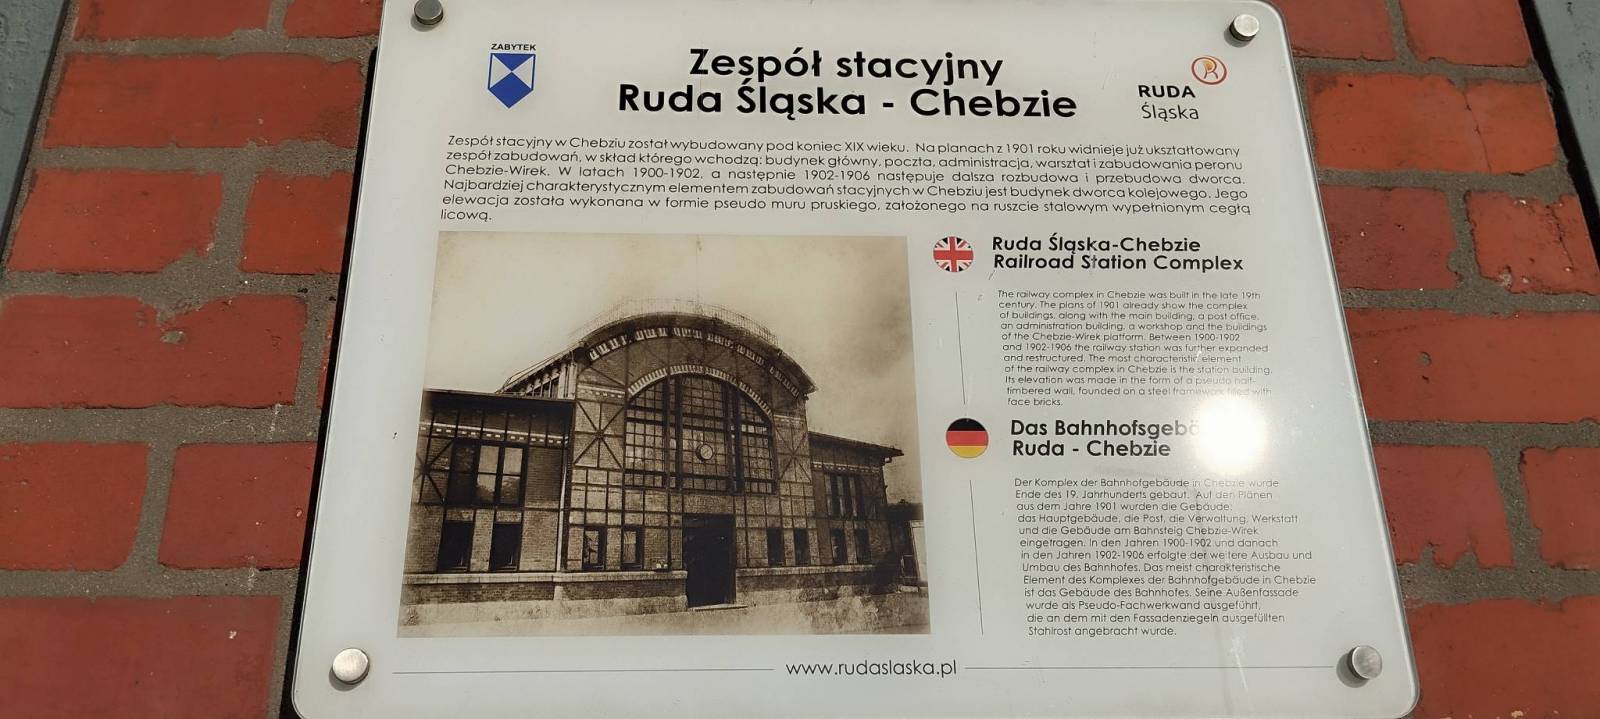 ZABYTEK
Zespół stacyjny
Ruda Śląska - Chebzie
RUDA
Śląska
Zespół stacyjny w Chebziu został wybudowany pod koniec XIX wieku. Na planach z 1901 roku widnieje już ukształtowany
zespół zabudowań, w skład którego wchodzą: budynek główny, poczta, administracja, warsztat i zabudowania peronu
Chebzie-Wirek. W latach 1900-1902, a następnie 1902-1906 następuje dalsza rozbudowa i przebudowa dworca.
Najbardziej charakterystycznym elementem zabudowań stacyjnych w Chebziu jest budynek dworca kolejowego. Jego
elewacja została wykonana w formie pseudo muru pruskiego, założonego na ruszcie stalowym wypełnionym cegłą
licową.
Ruda Śląska-Chebzie
Railroad Station Complex
The railway complex in Chebzie was built in the late 19th
century. The plans of 1901 already show the complex
of buildings, along with the main building, a post office,
an administration building, a workshop and the buildings
of the Chebzie-Wirek platform. Between 1900-1902
and 1902-1906 the railway station was further expanded
and restructured. The most characteristic element
of the railway complex in Chebzie is the station building.
Its elevation was made in the form of a pseudo half-
timbered wall, founded on a steel framework filled with
face bricks.
Das Bahnhofsgebä
Ruda - Chebzie
Der Komplex der Bahnhofgebäude in Chebzie wurde
Ende des 19. Jahrhunderts gebaut. Auf den Plänen
aus dem Jahre 1901 wurden die Gebäude:
das Hauptgebäude, die Post, die Verwaltung, Werkstatt
und die Gebäude am Bahnsteig Chebzie-Wirek
eingetragen. In den Jahren 1900-1902 und danach
in den Jahren 1902-1906 erfolgte der weitere Ausbau und
Umbau des Bahnhofes. Das meist charakteristische
Element des Komplexes der Bahnhofgebäude in Chebzie
ist das Gebäude des Bahnhofes. Seine Außenfassade
wurde als Pseudo-Fachwerkwand ausgeführt,
die an dem mit den Fassadenziegeln ausgefüllten
Stahlrost angebracht wurde.
www.rudaslaska.pl